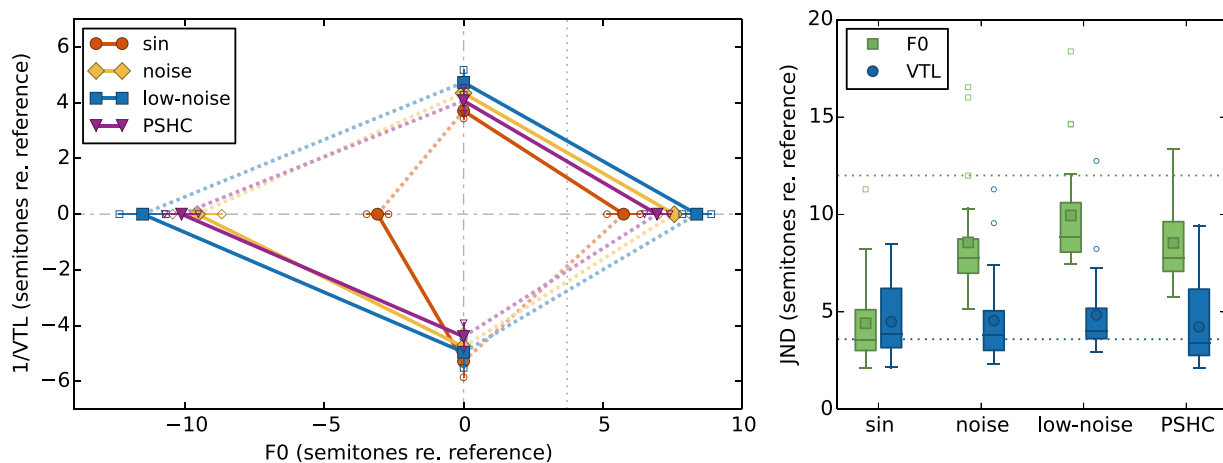 sin
noise
low-noise
PSHC
6
4
2
0
−2
−4
−6
1/VTL (semitones re. reference)
−10
−5
0
5
10
F0 (semitones re. reference)
F0
VTL
20
15
10
5
0
JND (semitones re. reference)
sin
noise
low-noise
PSHC